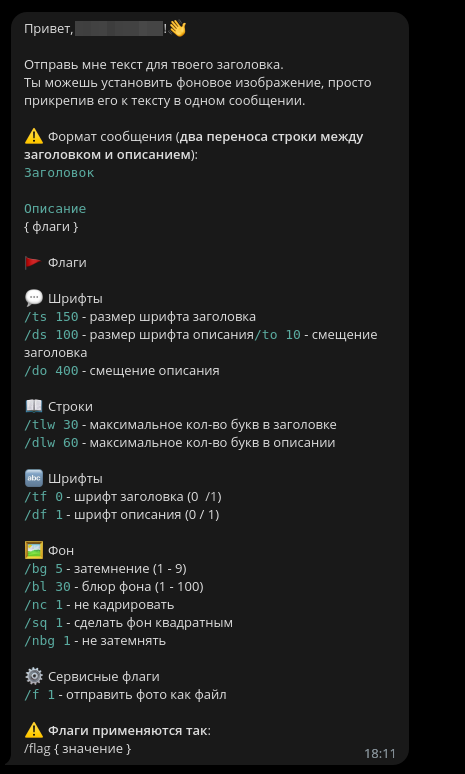 Привет, !👋
Отправь мне текст для твоего заголовка.
Ты можешь установить фоновое изображение, просто
прикрепив его к тексту в одном сообщении.
⚠️ Формат сообщения (два переноса строки между
заголовком и описанием):
Заголовок
Описание
{ флаги }
🚩 Флаги
💬 Шрифты
/ts 150 - размер шрифта заголовка
/ds 100 - размер шрифта описания/to 10 - смещение
заголовка
/do 400 - смещение описания
📖 Строки
/tlw 30 - максимальное кол-во букв в заголовке
/dlw 60 - максимальное кол-во букв в описании
🔤 Шрифты
/tf 0 - шрифт заголовка (0  /1)
/df 1 - шрифт описания (0 / 1)
🖼 Фон
/bg 5 - затемнение (1 - 9)
/bl 30 - блюр фона (1 - 100)
/nc 1 - не кадрировать
/sq 1 - сделать фон квадратным
/nbg 1 - не затемнять
⚙️ Сервисные флаги
/f 1 - отправить фото как файл
⚠️ Флаги применяются так:
/flag { значение }
18:11